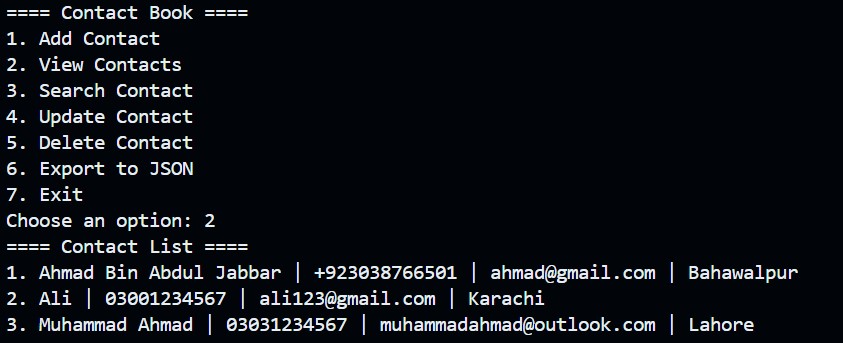 ==== Contact Book ====
1. Add Contact
2. View Contacts
3. Search Contact
4. Update Contact
5. Delete Contact
6. Export to JSON
7. Exit
Choose an option: 2
==== Contact List ====
1. Ahmad Bin Abdul Jabbar | +923038766501 | ahmad@gmail.com | Bahawalpur
2. Ali | 03001234567 | ali123@gmail.com | Karachi
3. Muhammad Ahmad | 03031234567 | muhammadahmad@outlook.com | Lahore